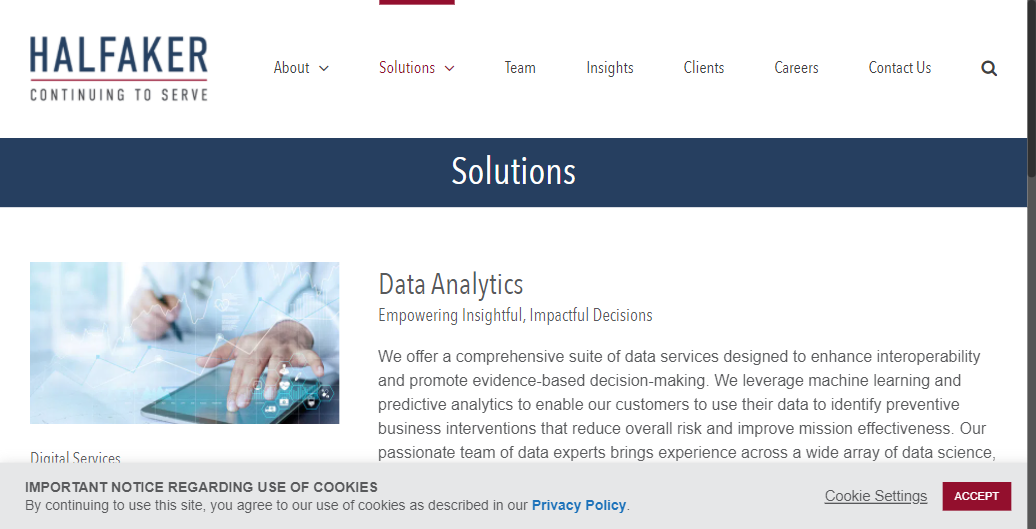 HALFAKER
CONTINUING TO SERVE
About
Solutions
Team
Insights
Clients
Careers
Contact Us
Solutions
Data Analytics
Empowering Insightful, Impactful Decisions
We offer a comprehensive suite of data services designed to enhance interoperability
and promote evidence-based decision-making. We leverage machine learning and
predictive analytics to enable our customers to use their data to identify preventive
business interventions that reduce overall risk and improve mission effectiveness. Our
passionate team of data experts brings experience across a wide array of data science,
Digital Services
IMPORTANT NOTICE REGARDING USE OF COOKIES
By continuing to use this site, you agree to our use of cookies as described in our Privacy Policy.
Cookie Settings
ACCEPT